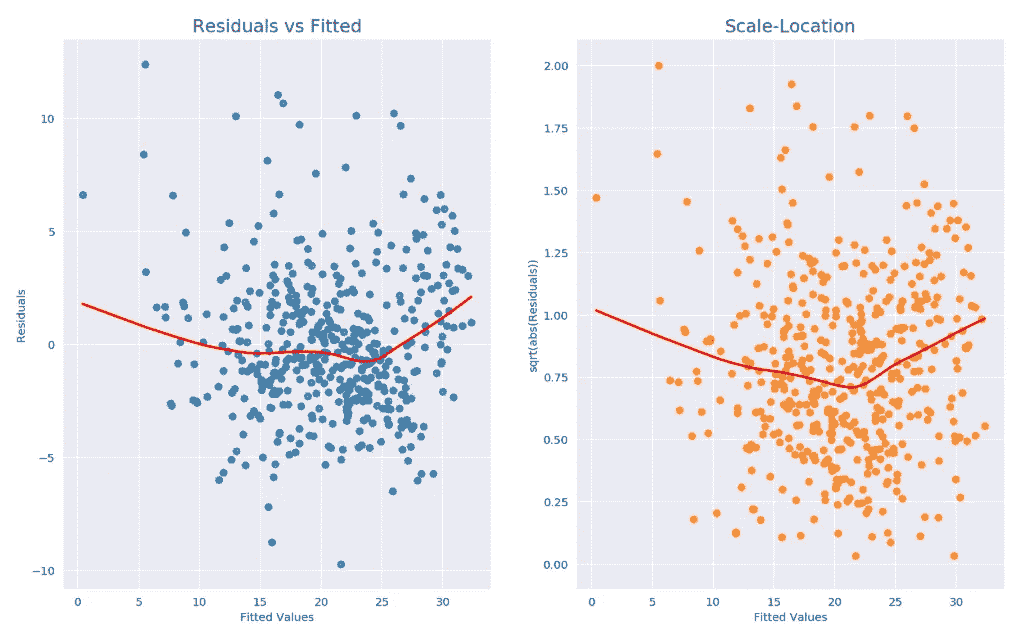 Residuals vs Fitted
Residuals
10
5
0
−5
−10
0 5 10 15 20 25 30
Fitted Values
Scale-Location
sqrt(abs(Residuals))
2.00
1.75
1.50
1.25
1.00
0.75
0.50
0.25
0.00
0 5 10 15 20 25 30
Fitted Values